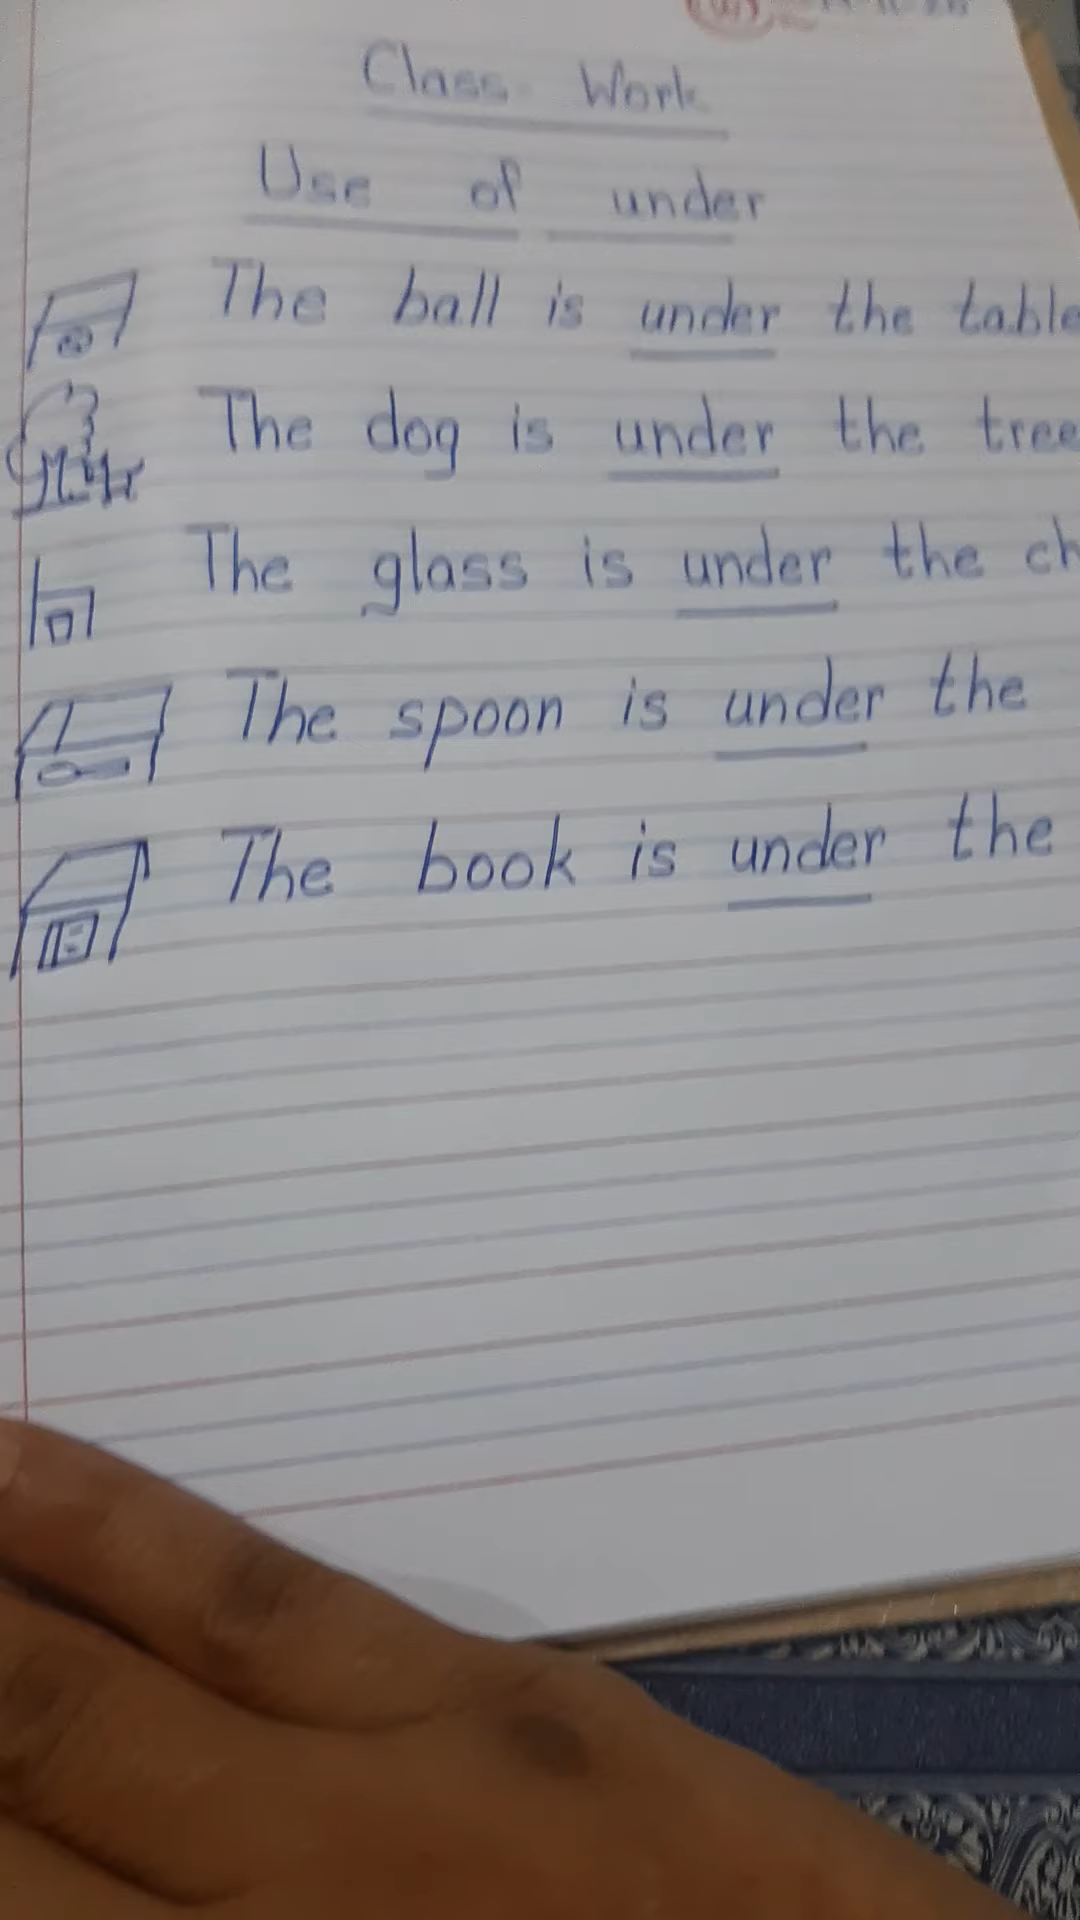 Class Work
Use of under
The ball is under the table
The dog is under the tree
The glass is under the ch
The spoon is under the
The book is under the